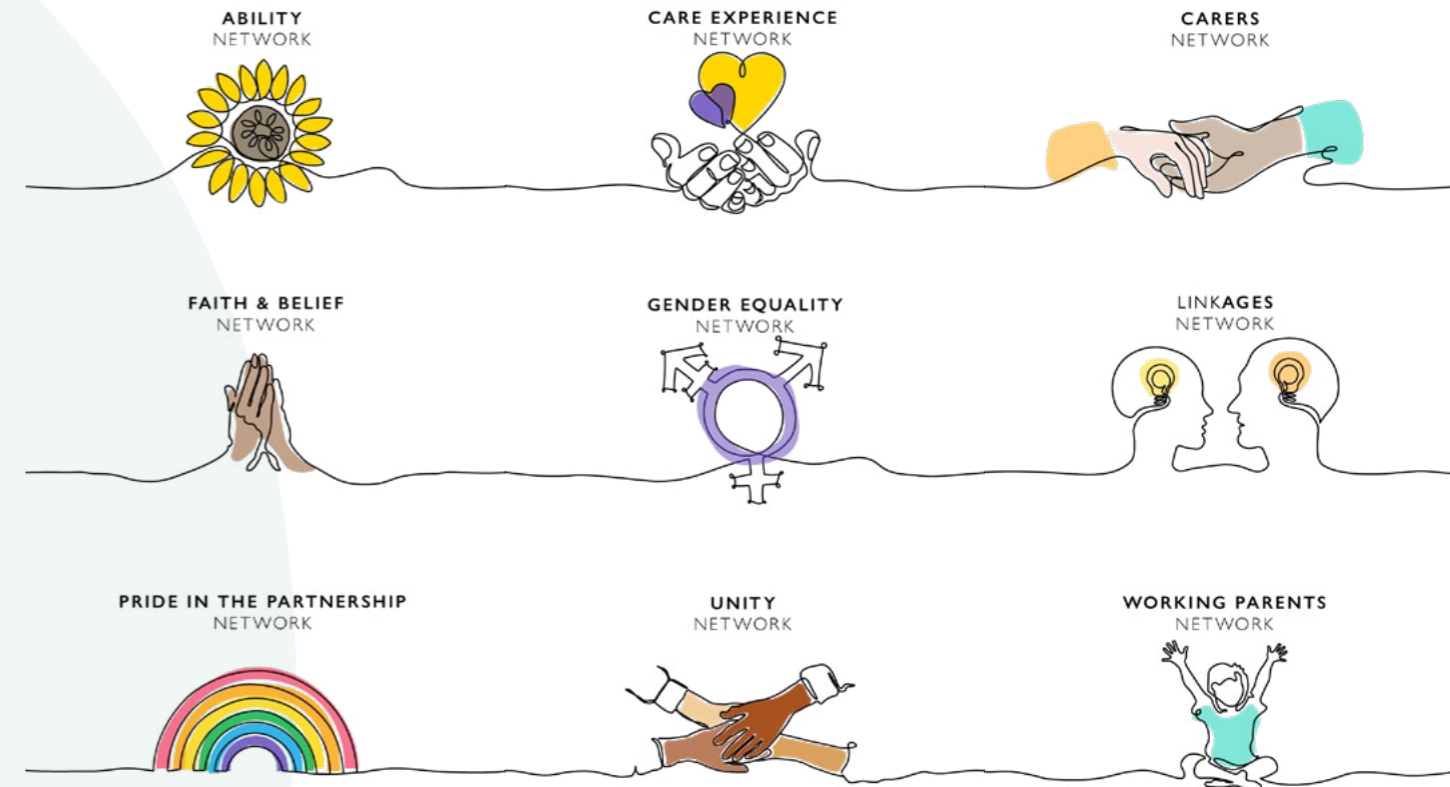 ABILITY
NETWORK
CARE EXPERIENCE
NETWORK
CARERS
NETWORK
FAITH & BELIEF
NETWORK
GENDER EQUALITY
NETWORK
LINKAGES
NETWORK
PRIDE IN THE PARTNERSHIP
NETWORK
UNITY
NETWORK
WORKING PARENTS
NETWORK